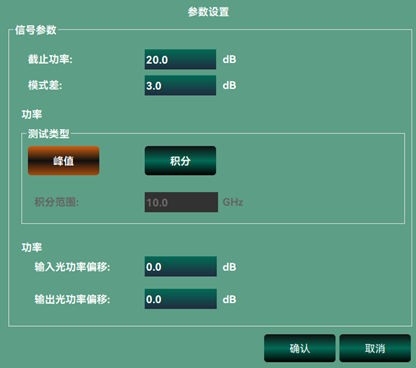 参数设置
信号参数
截止功率: 20.0 dB
模式差: 3.0 dB
功率
测试类型
峰值 积分
积分范围: 10.0 GHz
功率
输入光功率偏移: 0.0 dB
输出光功率偏移: 0.0 dB
确认 取消